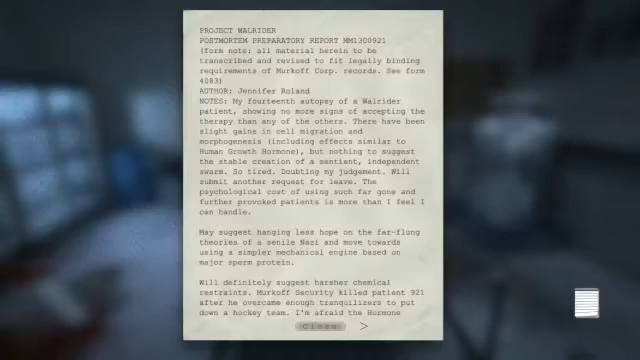 PROJECT WALRIDER
POSTMORTEM PREPARATORY REPORT MM1300921
(form note: all material herein to be
transcribed and revised to fit legally binding
requirements of Murkoff Corp. records. See form
4083)
AUTHOR: Jennifer Roland
NOTES: My fourteenth autopsy of a Walrider
patient, showing no more signs of accepting the
therapy than any of the others. There have been
slight gains in cell migration and
morphogenesis (including effects similar to
Human Growth Hormone), but nothing to suggest
the stable creation of a sentient, independent
swarm. So tired. Doubting my judgement. Will
submit another request for leave. The
psychological cost of using such far gone and
further provoked patients is more than I feel I
can handle.
May suggest hanging less hope on the far-flung
theories of a senile Nazi and move towards
using a simpler mechanical engine based on
major sperm protein.
Will definitely suggest harsher chemical
restraints. Murkoff Security killed patient 921
after he overcame enough tranquilizers to put
down a hockey team. I'm afraid the Hormone
Close >